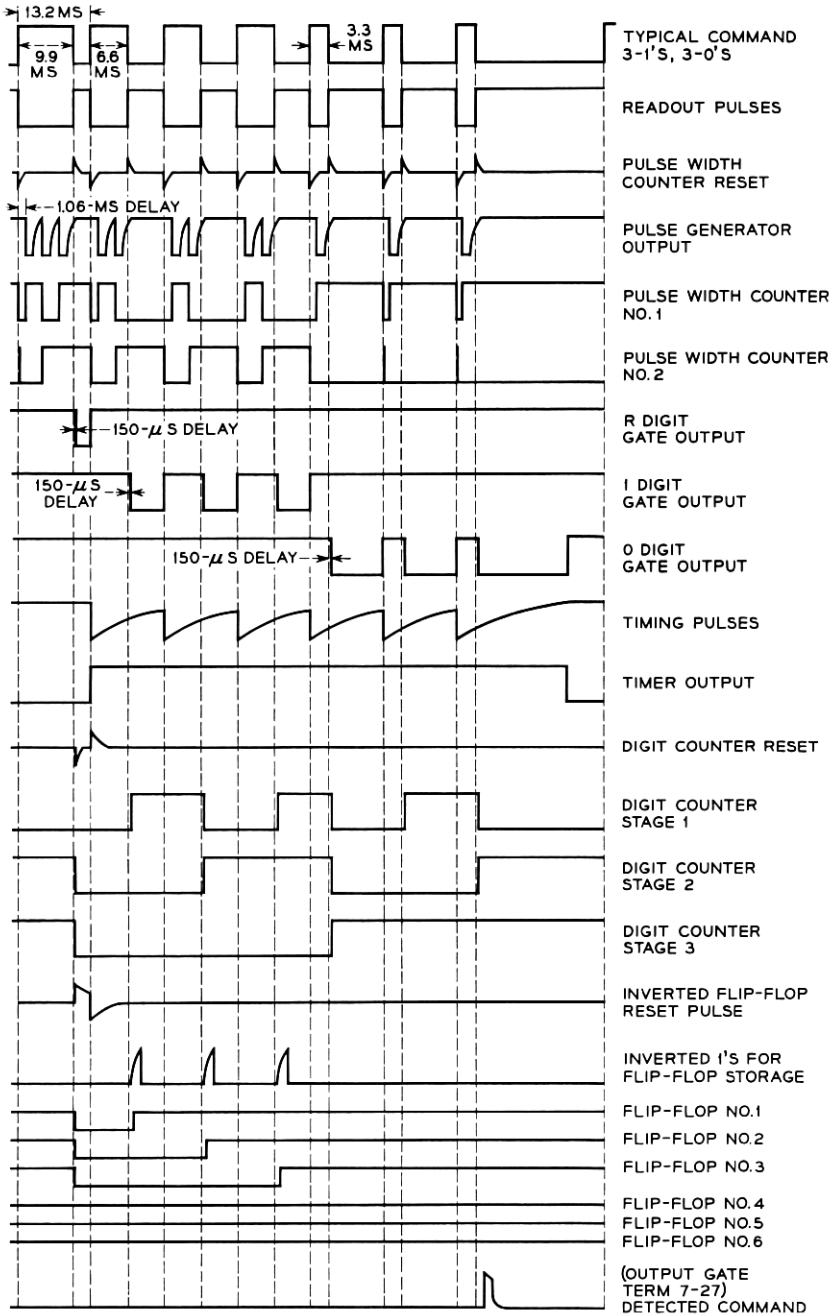 13.2 MS
9.9
MS
6.6
MS
3.3
MS
TYPICAL COMMAND
3-1'S, 3-0'S
READOUT PULSES
PULSE WIDTH
COUNTER RESET
1.06-MS DELAY
PULSE GENERATOR
OUTPUT
PULSE WIDTH COUNTER
NO.1
PULSE WIDTH COUNTER
NO.2
150-μS DELAY
R DIGIT
GATE OUTPUT
150-μS
DELAY
1 DIGIT
GATE OUTPUT
150-μS DELAY
0 DIGIT
GATE OUTPUT
TIMING PULSES
TIMER OUTPUT
DIGIT COUNTER RESET
DIGIT COUNTER
STAGE 1
DIGIT COUNTER
STAGE 2
DIGIT COUNTER
STAGE 3
INVERTED FLIP-FLOP
RESET PULSE
INVERTED 1'S FOR
FLIP-FLOP STORAGE
FLIP-FLOP NO.1
FLIP-FLOP NO.2
FLIP-FLOP NO.3
FLIP-FLOP NO.4
FLIP-FLOP NO.5
FLIP-FLOP NO.6
(OUTPUT GATE
TERM 7-27)
DETECTED COMMAND